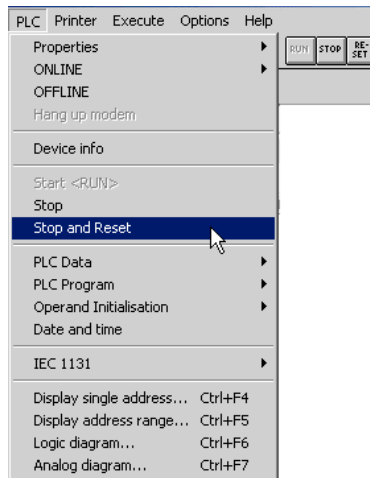 PLC Printer Execute Options Help
RUN STOP RE-SET
Properties
ONLINE
OFFLINE
Hang up modem
Device info
Start <RUN>
Stop
Stop and Reset
PLC Data
PLC Program
Operand Initialisation
Date and time
IEC 1131
Display single address... Ctrl+F4
Display address range... Ctrl+F5
Logic diagram... Ctrl+F6
Analog diagram... Ctrl+F7